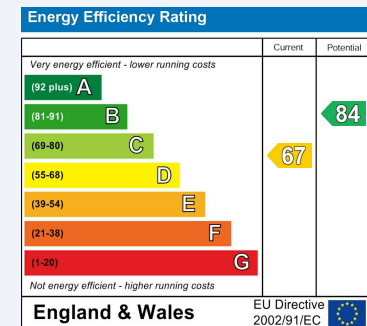 Energy Efficiency Rating
Current Potential
Very energy efficient - lower running costs
(92 plus) A
(81-91) B 84
(69-80) C
67
(55-68) D
(39-54) E
(21-38) F
(1-20) G
Not energy efficient - higher running costs
England & Wales
EU Directive
2002/91/EC